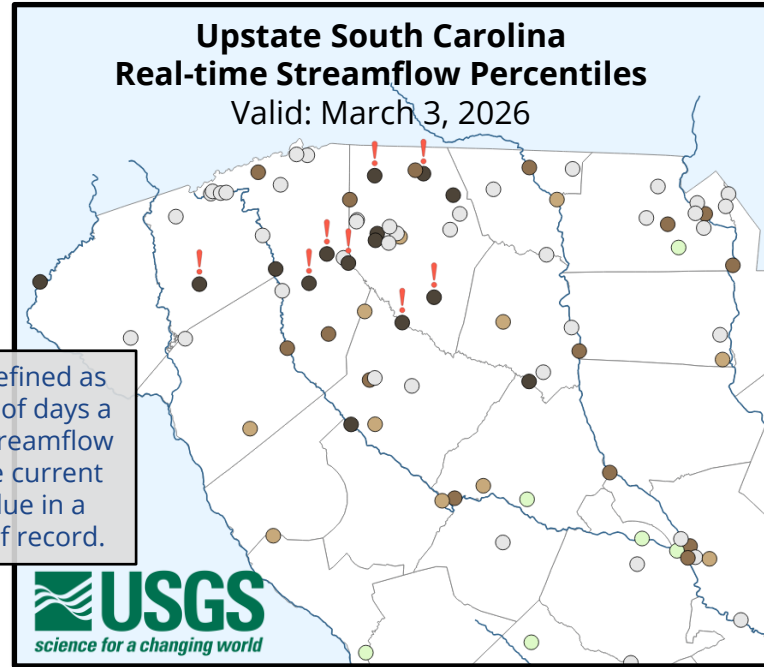 Upstate South Carolina
Real-time Streamflow Percentiles
Valid: March 3, 2026
efined as
of days a
treamflow
e current
lue in a
f record.
USGS
science for a changing world